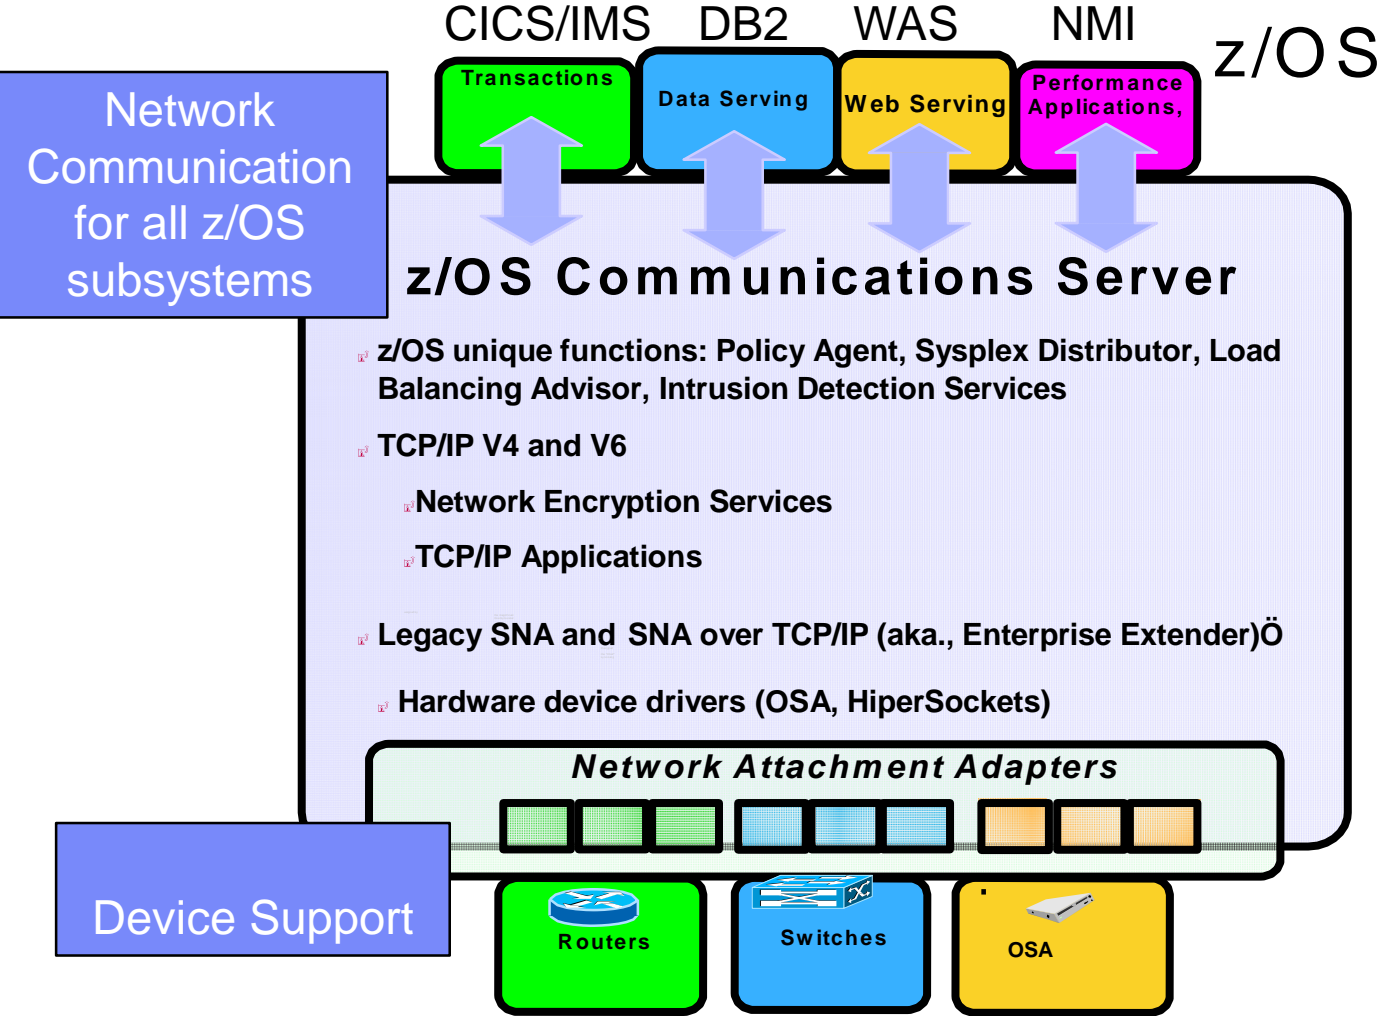 CICS/IMS DB2 WAS NMI z/OS
Transactions
Data Serving
Web Serving
Performance
Applications,
Network
Communication
for all z/OS
subsystems
z/OS Communications Server
z/OS unique functions: Policy Agent, Sysplex Distributor, Load
Balancing Advisor, Intrusion Detection Services
TCP/IP V4 and V6
Network Encryption Services
TCP/IP Applications
Legacy SNA and SNA over TCP/IP (aka., Enterprise Extender)Ö
Hardware device drivers (OSA, HiperSockets)
Network Attachment Adapters
Device Support
Routers
Switches
OSA